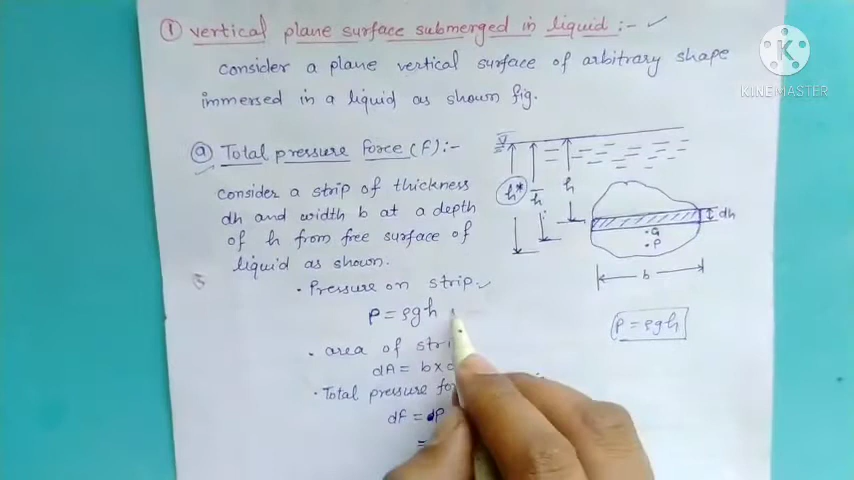 ① vertical plane surface submerged in liquid :-
Consider a plane vertical surface of arbitrary shape
immersed in a liquid as shown fig.
ⓐ Total pressure force (F) :-
Consider a strip of thickness
dh and width b at a depth
of h from free surface of
liquid as shown.
• Pressure on strip
P = ρgh
• area of
dA = b×
• Total pressure
dF = dP
=
h*
h̄
h
dh
G
P
b
P = ρgh
K
KINEMASTER